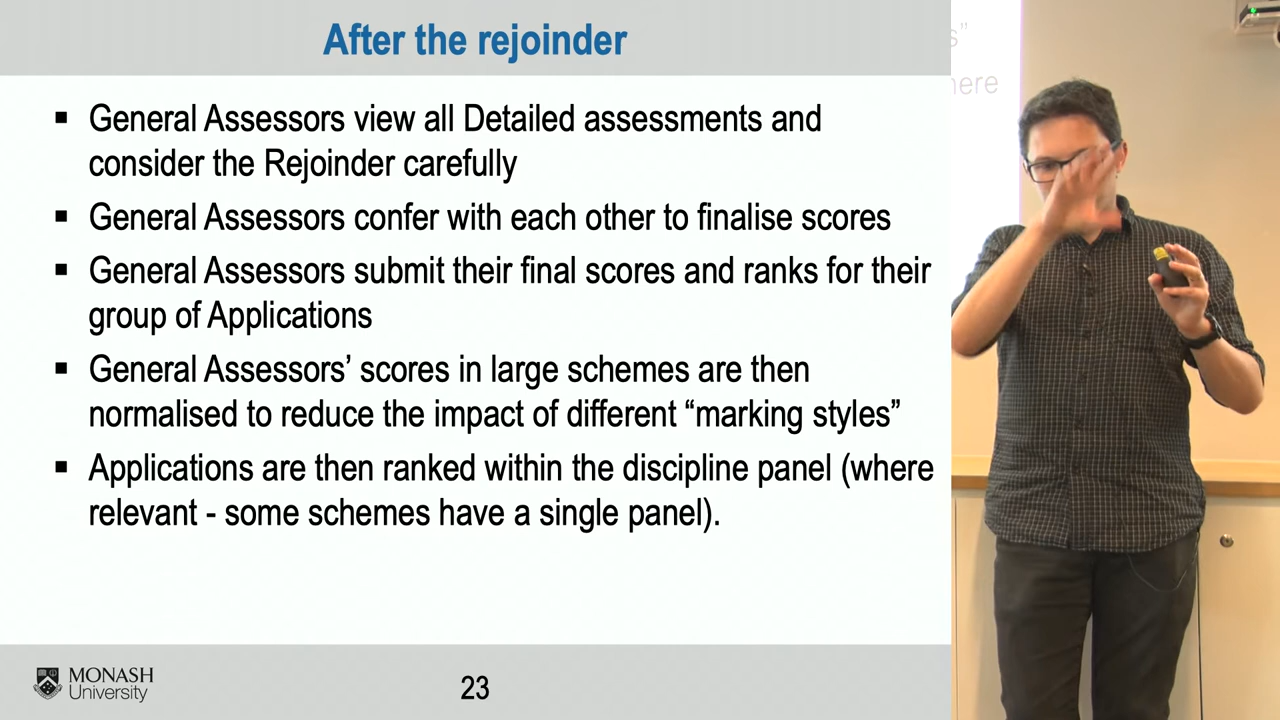 After the rejoinder
▪ General Assessors view all Detailed assessments and
consider the Rejoinder carefully
▪ General Assessors confer with each other to finalise scores
▪ General Assessors submit their final scores and ranks for their
group of Applications
▪ General Assessors’ scores in large schemes are then
normalised to reduce the impact of different “marking styles”
▪ Applications are then ranked within the discipline panel (where
relevant - some schemes have a single panel).
s”
here
MONASH
University
23